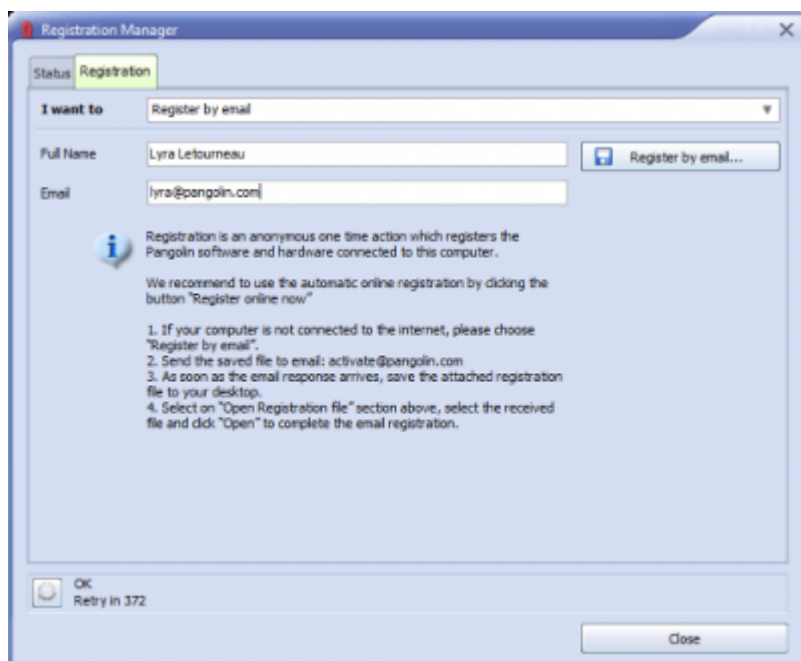 Registration Manager
Status Registration
I want to Register by email
Full Name Lyra Letourneau Register by email...
Email lyra@pangolin.com
Registration is an anonymous one time action which registers the
Pangolin software and hardware connected to this computer.
We recommend to use the automatic online registration by clicking the
button "Register online now"
1. If your computer is not connected to the internet, please choose
"Register by email".
2. Send the saved file to email: activate@pangolin.com
3. As soon as the email response arrives, save the attached registration
file to your desktop.
4. Select on "Open Registration file" section above, select the received
file and click "Open" to complete the email registration.
OK
Retry in 372
Close